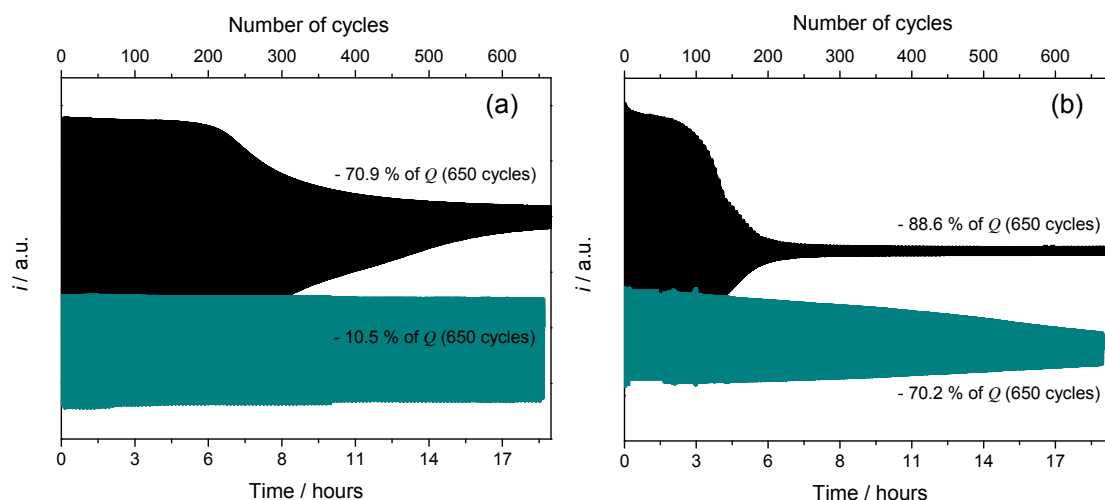 Number of cycles
0 100 200 300 400 500 600
(a)
- 70.9 % of Q (650 cycles)
- 10.5 % of Q (650 cycles)
i / a.u.
0 3 6 8 11 14 17
Time / hours
Number of cycles
0 100 200 300 400 500 600
(b)
- 88.6 % of Q (650 cycles)
- 70.2 % of Q (650 cycles)
i / a.u.
0 3 6 8 11 14 17
Time / hours